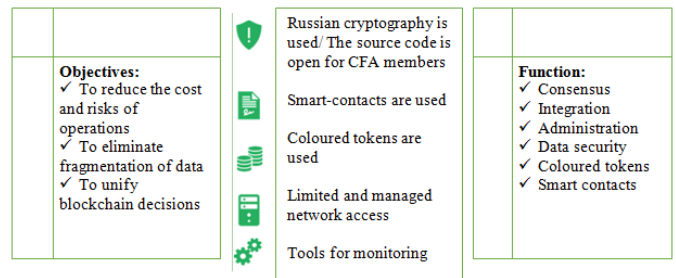 Objectives:
✓ To reduce the cost
and risks of
operations
✓ To eliminate
fragmentation of data
✓ To unify
blockchain decisions
Russian cryptography is
used/ The source code is
open for CFA members
Smart-contacts are used
Coloured tokens are
used
Limited and managed
network access
Tools for monitoring
Function:
✓ Consensus
✓ Integration
✓ Administration
✓ Data security
✓ Coloured tokens
✓ Smart contacts